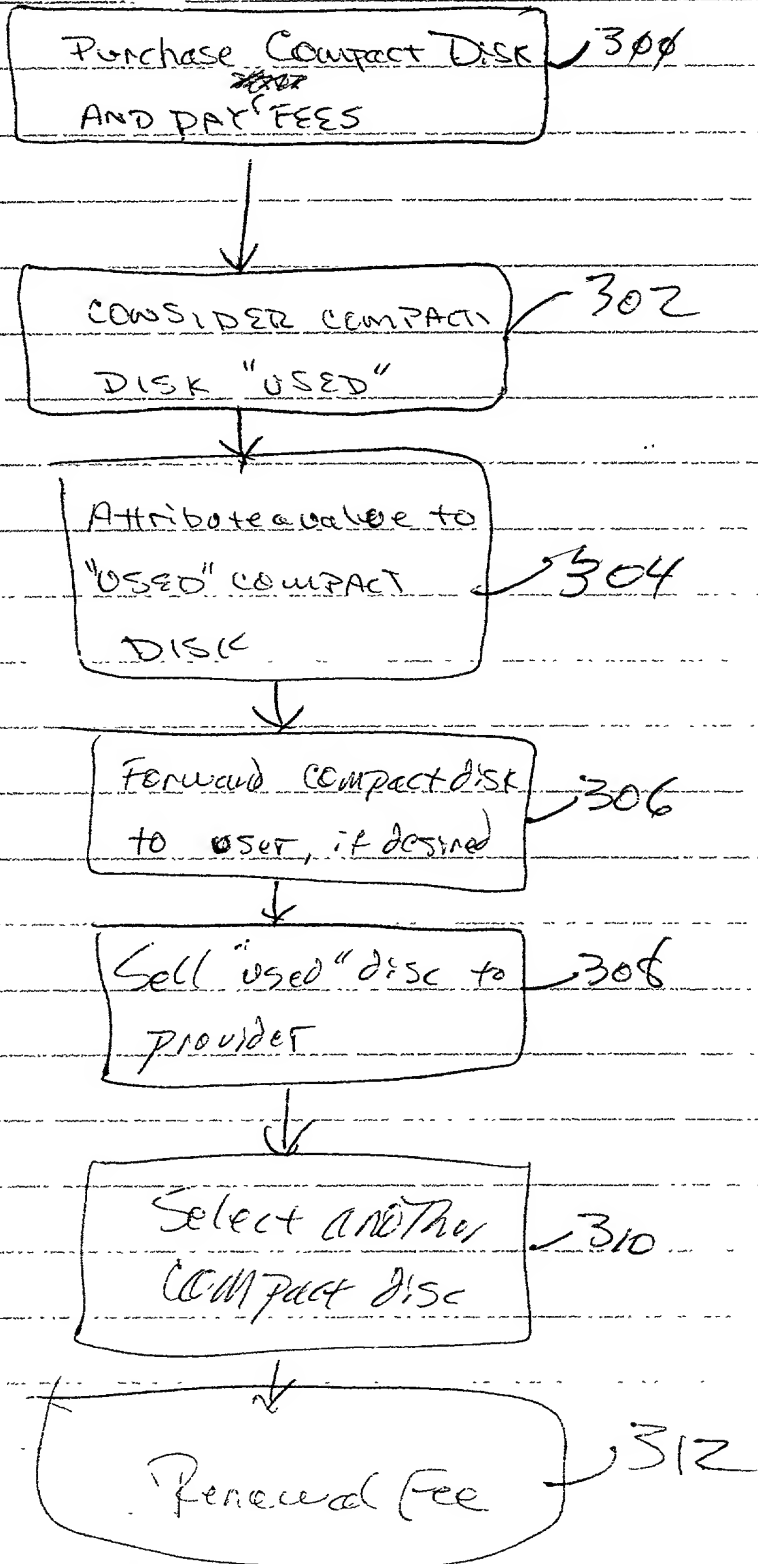 Purchase Compact Disk 300
AND PAY FEES
CONSIDER COMPACT 302
DISK "USED"
Attribute a value to
"USED" COMPACT 304
DISK
Forward compact disk 306
to user, if desired
Sell "used" disc to 308
provider
Select another 310
compact disc
Renewal Fee 312